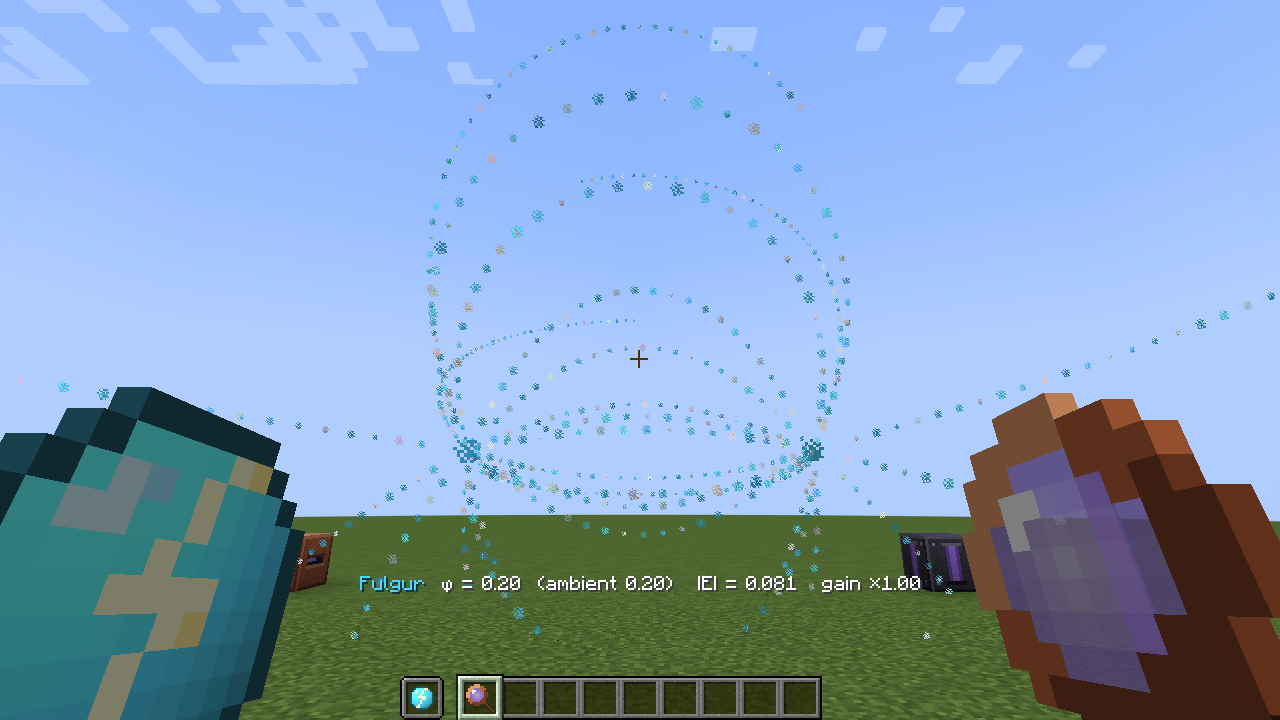 Fulgur φ = 0.20 (ambient 0.20) |E| = 0.081 gain ×1.00